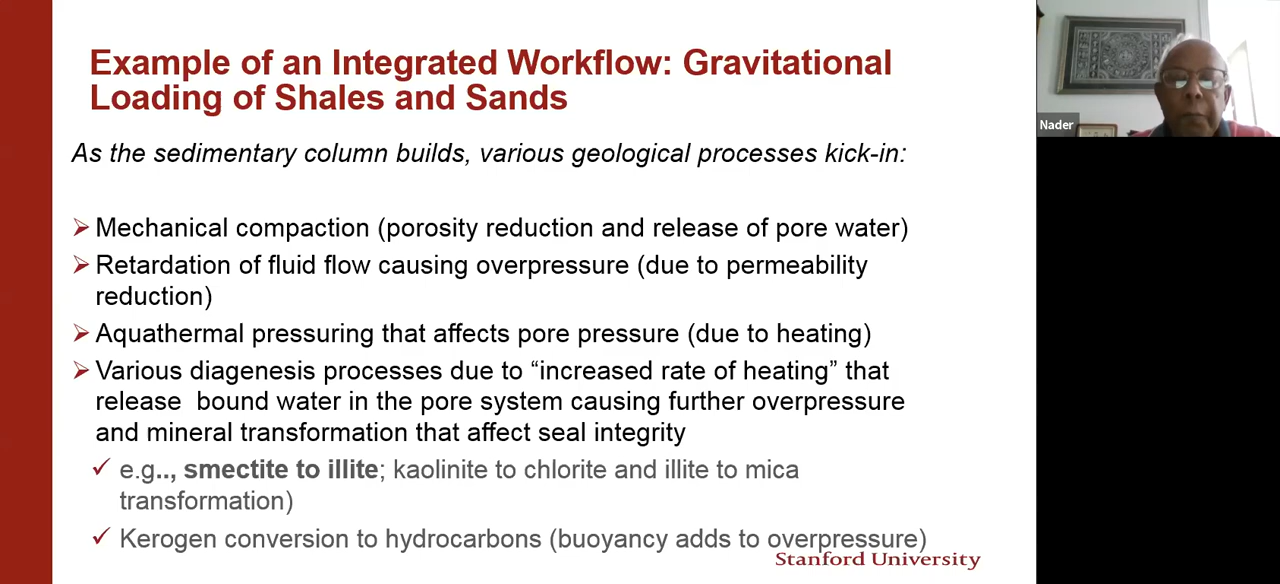 Example of an Integrated Workflow: Gravitational
Loading of Shales and Sands
As the sedimentary column builds, various geological processes kick-in:
Mechanical compaction (porosity reduction and release of pore water)
Retardation of fluid flow causing overpressure (due to permeability
reduction)
Aquathermal pressuring that affects pore pressure (due to heating)
Various diagenesis processes due to “increased rate of heating” that
release bound water in the pore system causing further overpressure
and mineral transformation that affect seal integrity
e.g.., smectite to illite; kaolinite to chlorite and illite to mica
transformation)
Kerogen conversion to hydrocarbons (buoyancy adds to overpressure)
Stanford University
Nader